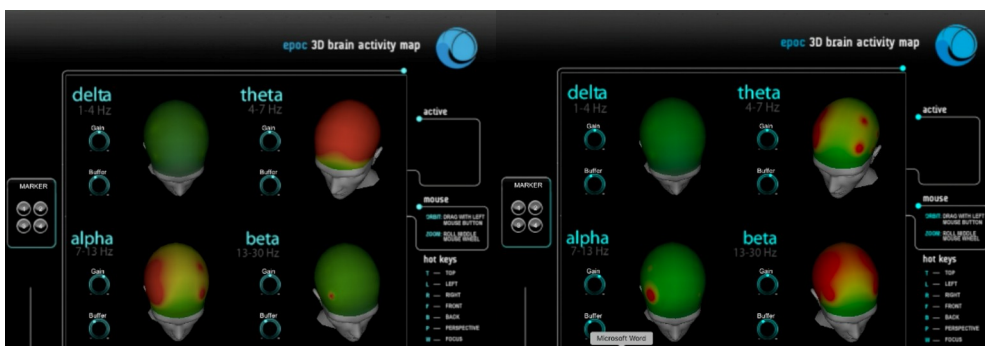 epoc 3D brain activity map
delta
1-4 Hz
Gain
Buffer
theta
4-7 Hz
Gain
Buffer
active
MARKER
mouse
ORBIT: DRAG WITH LEFT
MOUSE BUTTON
ZOOM: ROLL MIDDLE
MOUSE WHEEL
alpha
7-13 Hz
Gain
Buffer
beta
13-30 Hz
Gain
Buffer
hot keys
T — TOP
L — LEFT
R — RIGHT
F — FRONT
B — BACK
P — PERSPECTIVE
epoc 3D brain activity map
delta
1-4 Hz
Gain
Buffer
theta
4-7 Hz
Gain
Buffer
active
MARKER
mouse
ORBIT: DRAG WITH LEFT
MOUSE BUTTON
ZOOM: ROLL MIDDLE
MOUSE WHEEL
alpha
7-13 Hz
Gain
beta
13-30 Hz
Gain
Buffer
hot keys
T — TOP
L — LEFT
R — RIGHT
F — FRONT
B — BACK
P — PERSPECTIVE
Microsoft Word